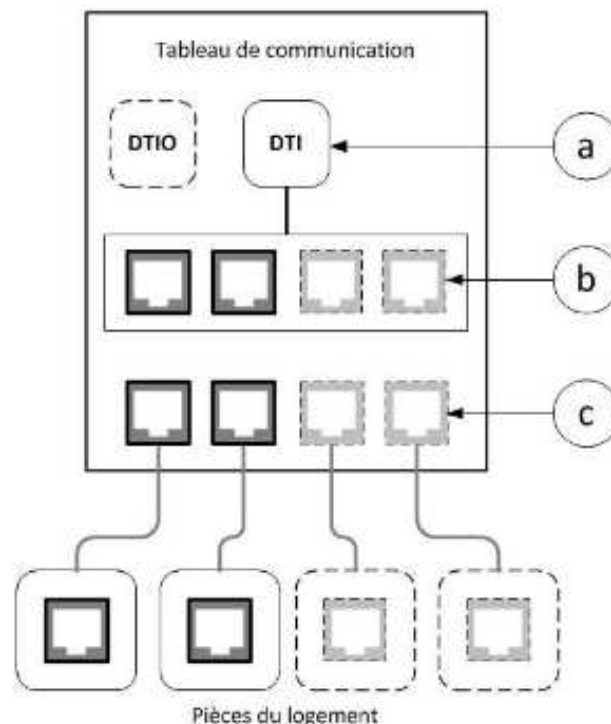 Tableau de communication
DTIO DTI a
b
c
Pièces du logement